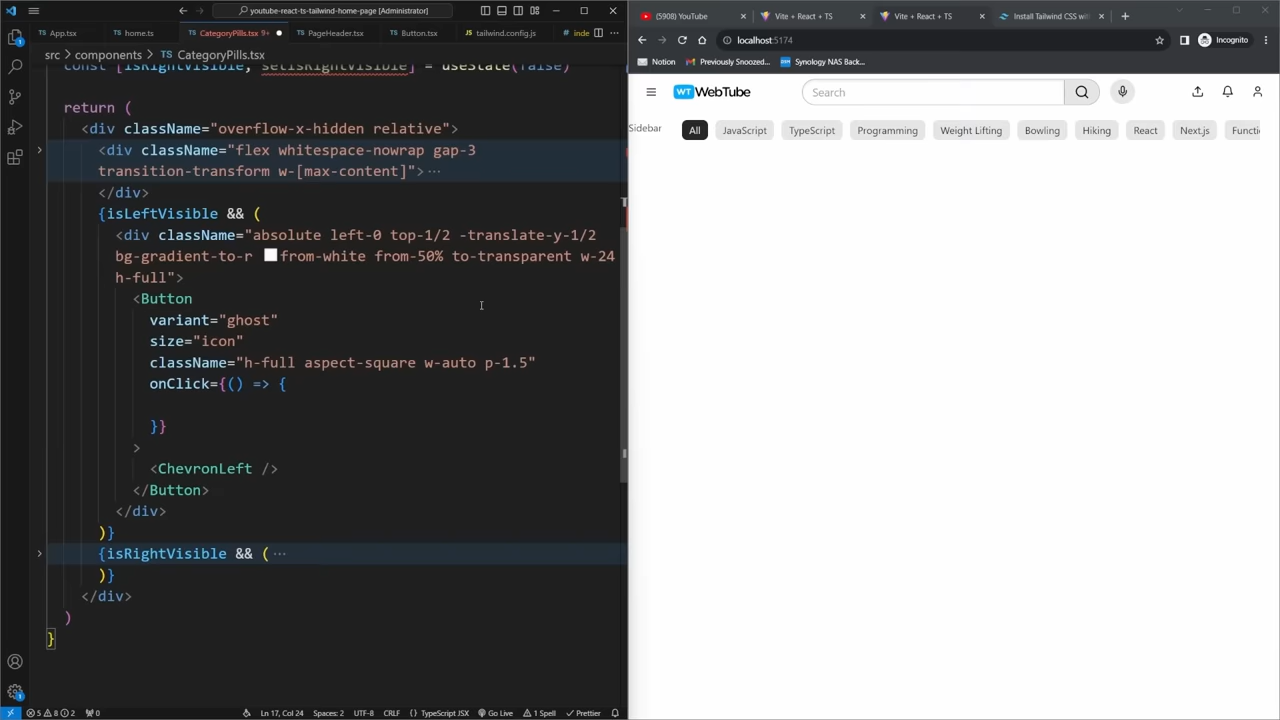 youtube-react-ts-tailwind-home-page [Administrator]
App.tsx
home.ts
CategoryPills.tsx 9+
PageHeader.tsx
Button.tsx
tailwind.config.js
inde
src > components > CategoryPills.tsx
const [isRightVisible, setIsRightVisible] = useState(false)
return (
<div className="overflow-x-hidden relative">
<div className="flex whitespace-nowrap gap-3
transition-transform w-[max-content]">···
</div>
{isLeftVisible && (
<div className="absolute left-0 top-1/2 -translate-y-1/2
bg-gradient-to-r from-white from-50% to-transparent w-24
h-full">
<Button
variant="ghost"
size="icon"
className="h-full aspect-square w-auto p-1.5"
onClick={() => {
}}
>
<ChevronLeft />
</Button>
</div>
)}
{isRightVisible && (···
)}
</div>
)
}
5 8 2
0
Ln 17, Col 24
Spaces: 2
UTF-8
CRLF
{} TypeScript JSX
Go Live
1 Spell
Prettier
(5908) YouTube
Vite + React + TS
Vite + React + TS
Install Tailwind CSS with
localhost:5174
Incognito
Notion
Previously Snoozed...
Synology NAS Back...
WT WebTube
Search
Sidebar
All
JavaScript
TypeScript
Programming
Weight Lifting
Bowling
Hiking
React
Next.js
Functi